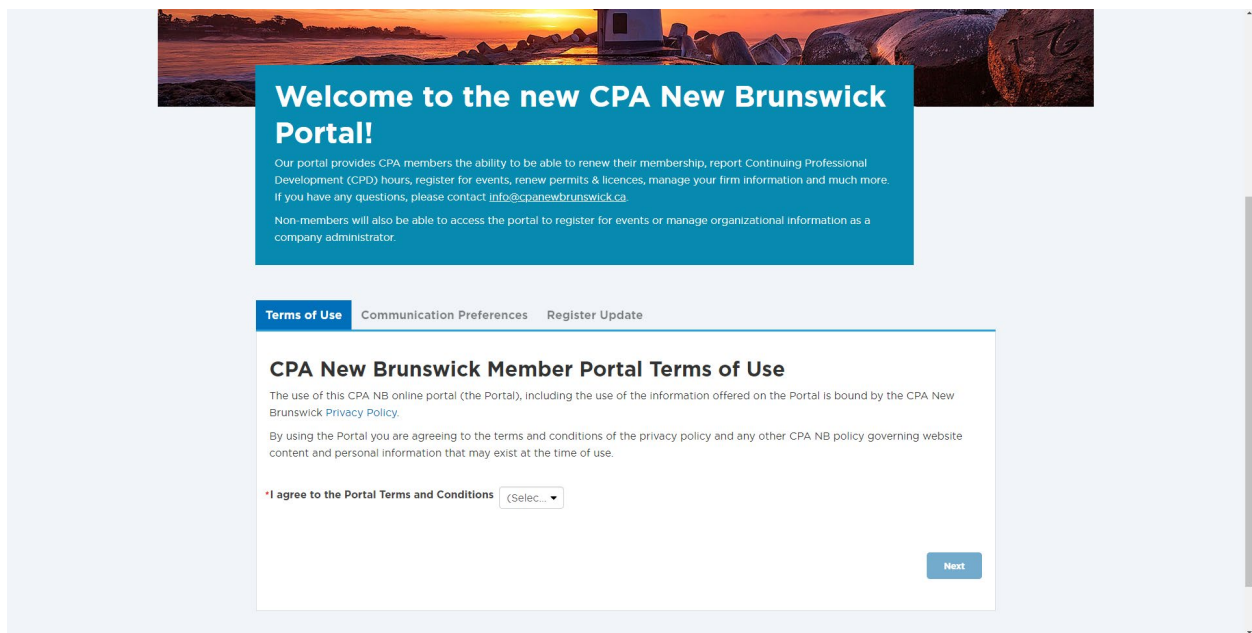 Welcome to the new CPA New Brunswick
Portal!
Our portal provides CPA members the ability to be able to renew their membership, report Continuing Professional
Development (CPD) hours, register for events, renew permits & licences, manage your firm information and much more.
If you have any questions, please contact info@cpanewbrunswick.ca.
Non-members will also be able to access the portal to register for events or manage organizational information as a
company administrator.
Terms of Use Communication Preferences Register Update
CPA New Brunswick Member Portal Terms of Use
The use of this CPA NB online portal (the Portal), including the use of the information offered on the Portal is bound by the CPA New
Brunswick Privacy Policy.
By using the Portal you are agreeing to the terms and conditions of the privacy policy and any other CPA NB policy governing website
content and personal information that may exist at the time of use.
*I agree to the Portal Terms and Conditions (Selec...
Next